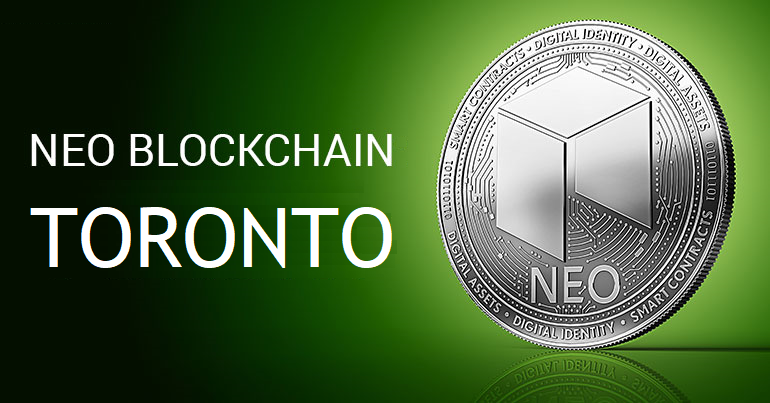 NEO BLOCKCHAIN
TORONTO
SMART CONTRACTS • DIGITAL IDENTITY • DIGITAL ASSETS
NEO
DIGITAL ASSETS • DIGITAL IDENTITY • SMART CONTRACTS